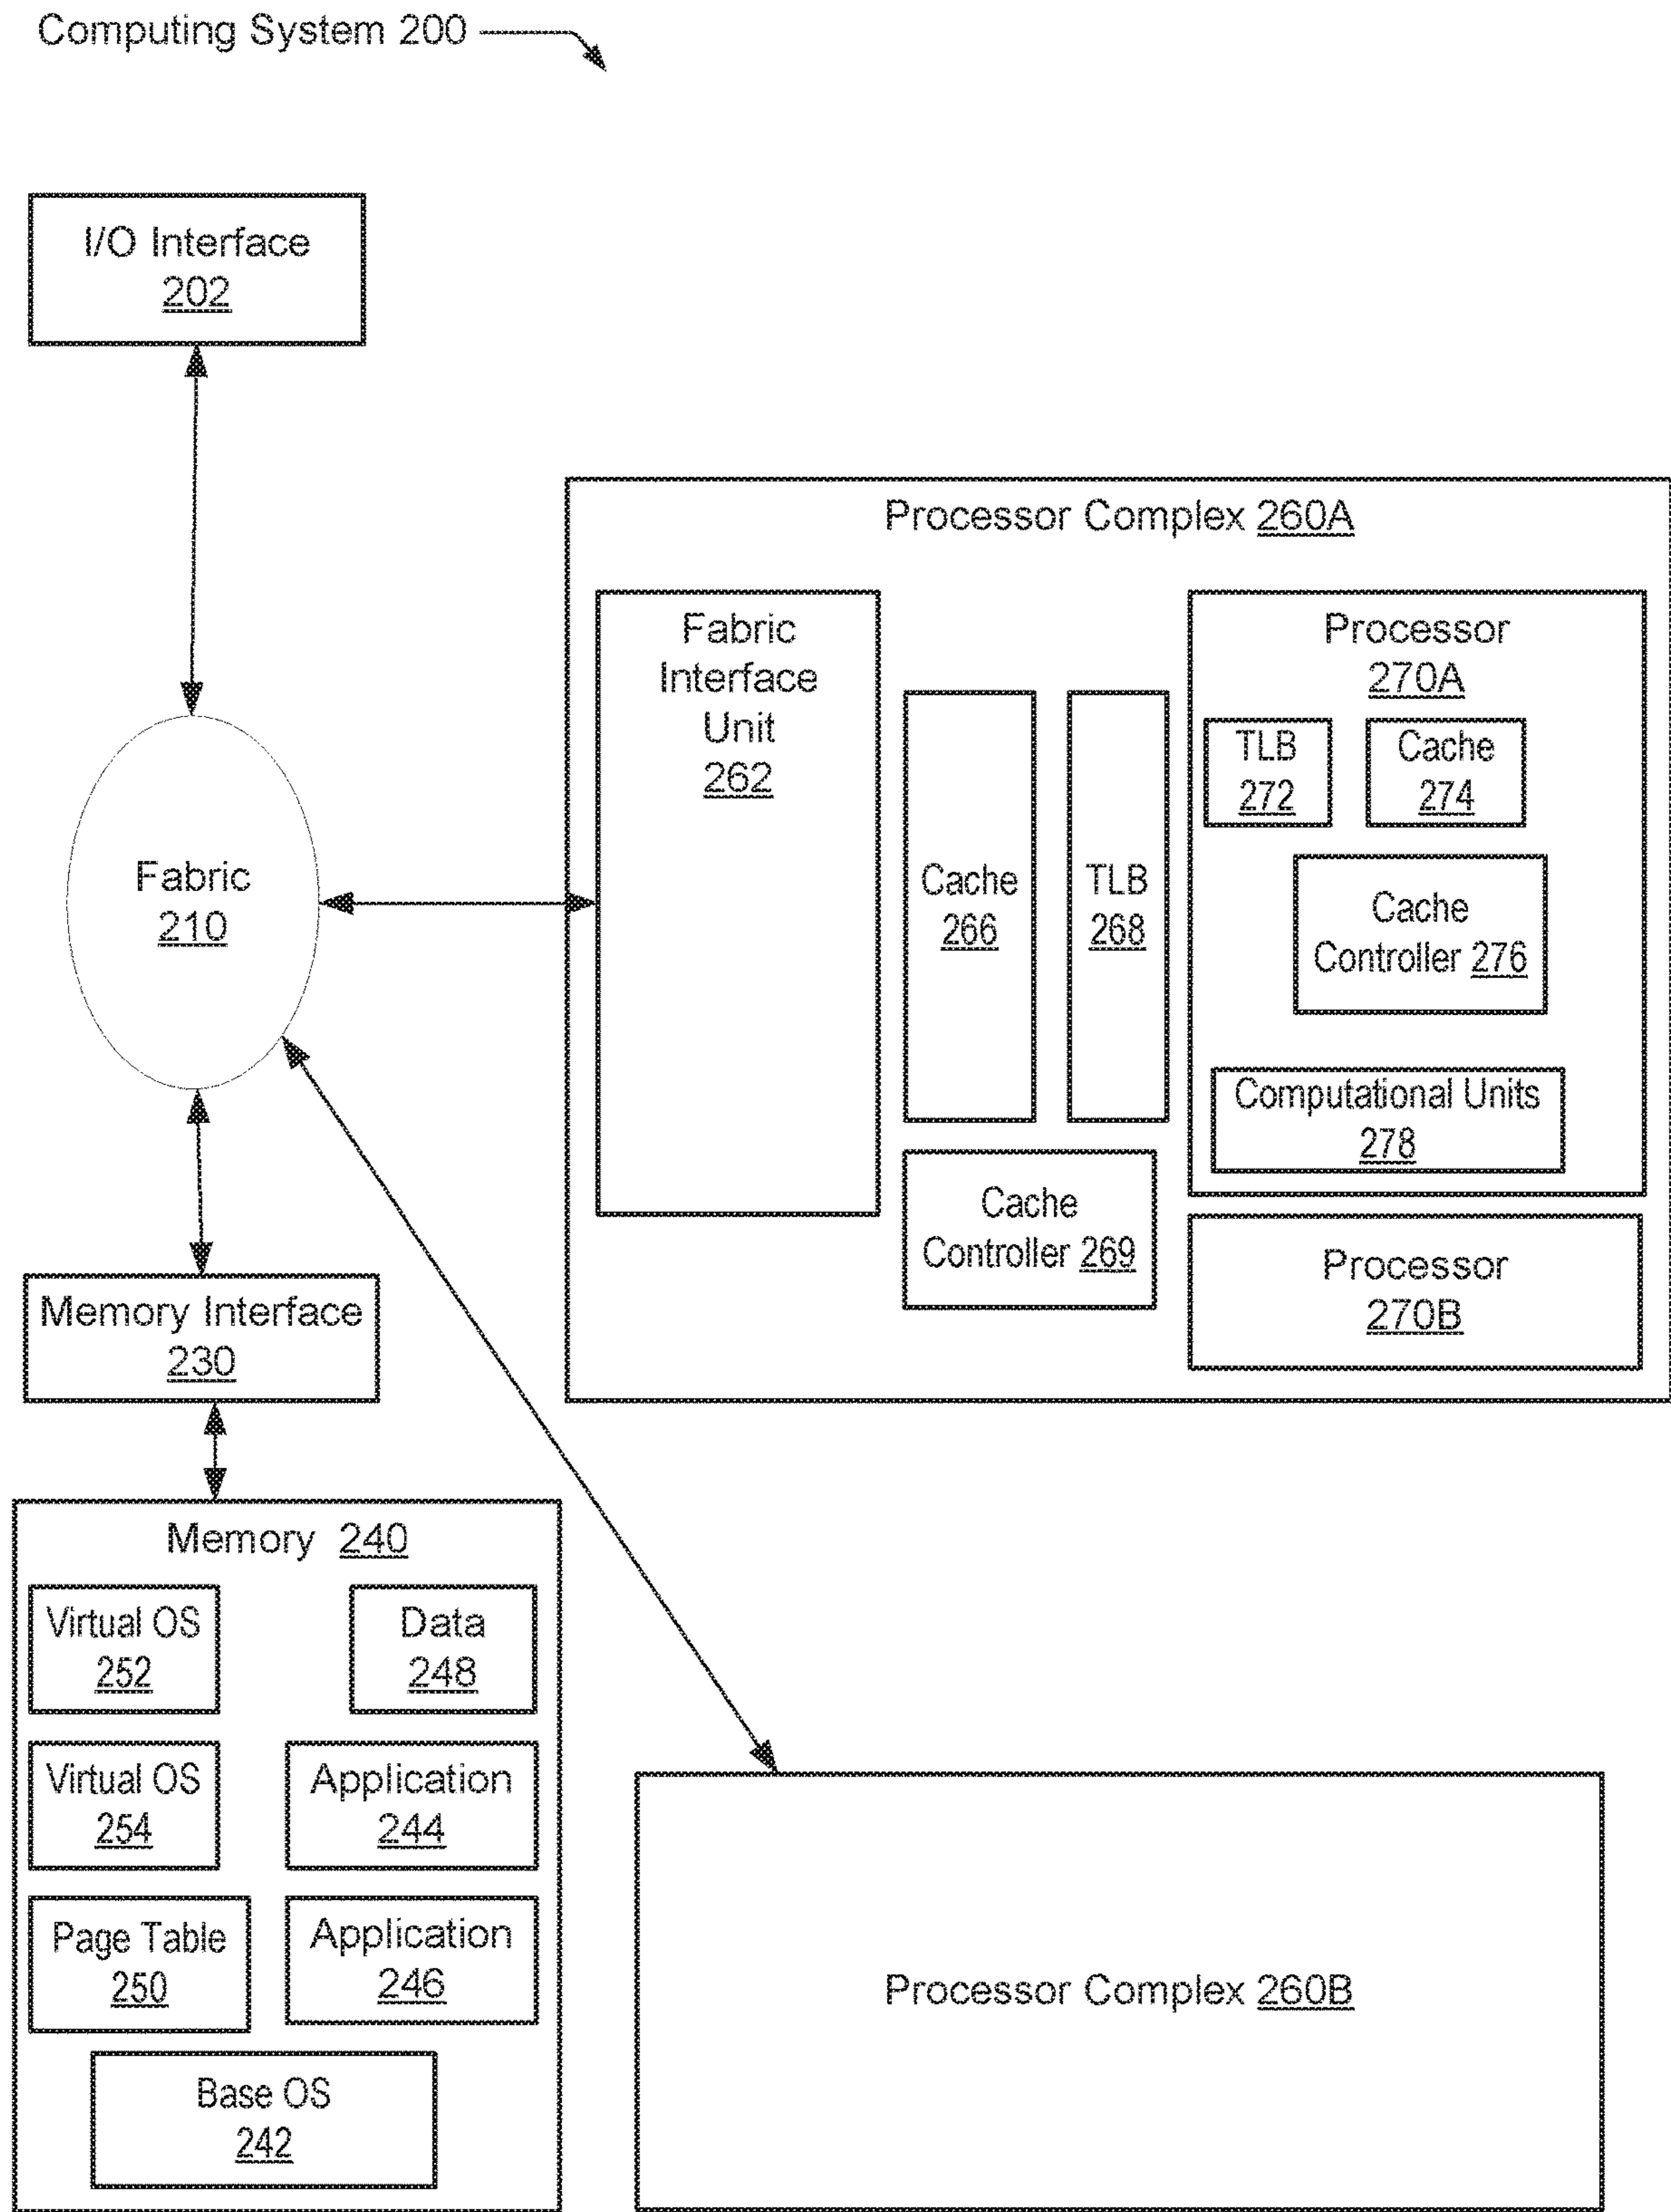 Computing System 200
I/O Interface
202
Processor Complex 260A
Fabric
Interface
Unit
262
Cache
266
TLB
268
Cache
Controller 269
Processor
270A
TLB
272
Cache
274
Cache
Controller 276
Computational Units
278
Processor
270B
Fabric
210
Memory Interface
230
Memory 240
Virtual OS
252
Data
248
Virtual OS
254
Application
244
Page Table
250
Application
246
Base OS
242
Processor Complex 260B